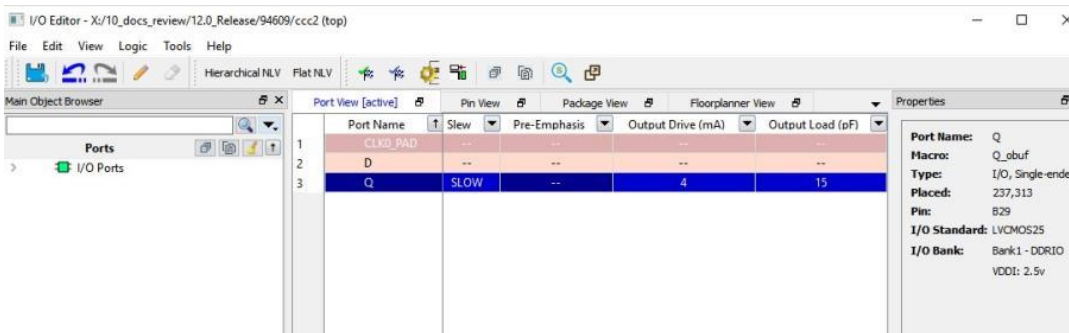 I/O Editor - X:/10_docs_review/12.0_Release/94609/ccc2 (top)
File Edit View Logic Tools Help
Hierarchical NLV Flat NLV
Main Object Browser
Ports
I/O Ports
Port View [active] Pin View Package View Floorplanner View
Port Name Slew Pre-Emphasis Output Drive (mA) Output Load (pF)
1 CLK0_PAD -- -- -- --
2 D -- -- -- --
3 Q SLOW -- 4 15
Properties
Port Name: Q
Macro: Q_obuf
Type: I/O, Single-ende
Placed: 237,313
Pin: B29
I/O Standard: LVCMOS25
I/O Bank: Bank1 - DDRIO
VDDI: 2.5v